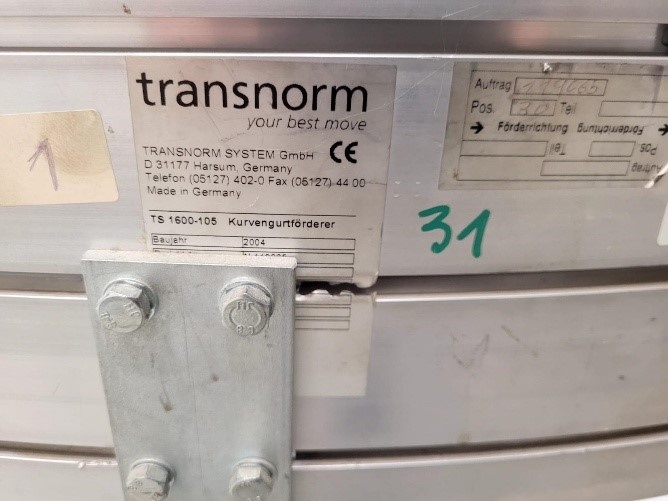 transnorm
your best move
TRANSNORM SYSTEM GmbH CE
D 31177 Harsum, Germany
Telefon (05127) 402-0 Fax (05127) 44 00
Made in Germany
TS 1600-105 Kurvengurtförderer
Baujahr 2004
1
31
Auftrag
Pos. 30 Teil
→ Förderrichtung Förderrichtung →
Teil Pos
Auftrag